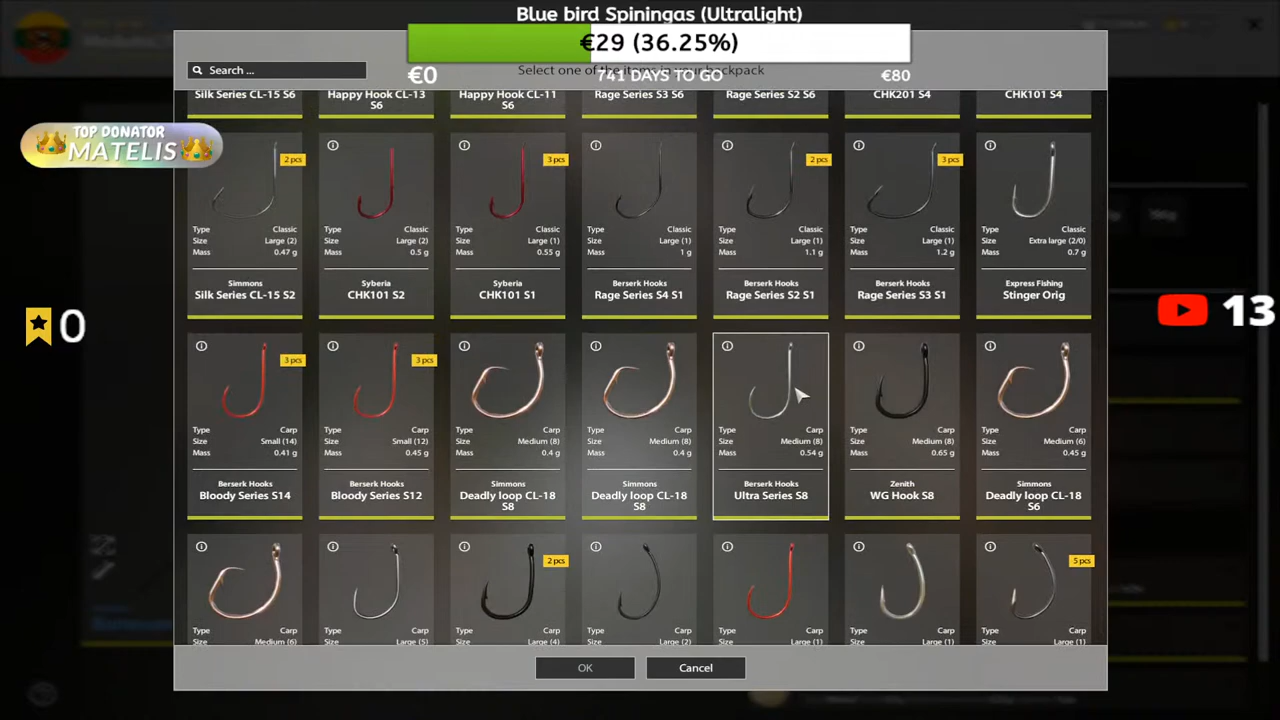 Blue bird Spiningas (Ultralight)
€29 (36.25%)
Search ...
Select one of the items in your backpack
€0
741 DAYS TO GO
€80
Silk Series CL-15 S6
Happy Hook CL-13 S6
Happy Hook CL-11 S6
Rage Series S3 S6
Rage Series S2 S6
CHK201 S4
CHK101 S4
TOP DONATOR
MATELIS
2 pcs
Type Classic
Size Large (2)
Mass 0.47 g
Simmons
Silk Series CL-15 S2
Type Classic
Size Large (2)
Mass 0.5 g
Syberia
CHK101 S2
3 pcs
Type Classic
Size Large (1)
Mass 0.55 g
Syberia
CHK101 S1
Type Classic
Size Large (1)
Mass 1 g
Berserk Hooks
Rage Series S4 S1
2 pcs
Type Classic
Size Large (1)
Mass 1.1 g
Berserk Hooks
Rage Series S2 S1
3 pcs
Type Classic
Size Large (1)
Mass 1.2 g
Berserk Hooks
Rage Series S3 S1
Type Classic
Size Extra large (2/0)
Mass 0.7 g
Express Fishing
Stinger Orig
0
13
3 pcs
Type Carp
Size Small (14)
Mass 0.41 g
Berserk Hooks
Bloody Series S14
3 pcs
Type Carp
Size Small (12)
Mass 0.45 g
Berserk Hooks
Bloody Series S12
Type Carp
Size Medium (8)
Mass 0.4 g
Simmons
Deadly loop CL-18 S8
Type Carp
Size Medium (8)
Mass 0.4 g
Simmons
Deadly loop CL-18 S8
Type Carp
Size Medium (8)
Mass 0.54 g
Berserk Hooks
Ultra Series S8
Type Carp
Size Medium (8)
Mass 0.65 g
Zenith
WG Hook S8
Type Carp
Size Medium (6)
Mass 0.45 g
Simmons
Deadly loop CL-18 S6
Type Carp
Size Medium (6)
Type Carp
Size Large (5)
2 pcs
Type Carp
Size Large (4)
Type Carp
Size Large (2)
Type Carp
Size Large (1)
Type Carp
Size Large (1)
5 pcs
Type Carp
Size Large (1)
OK
Cancel